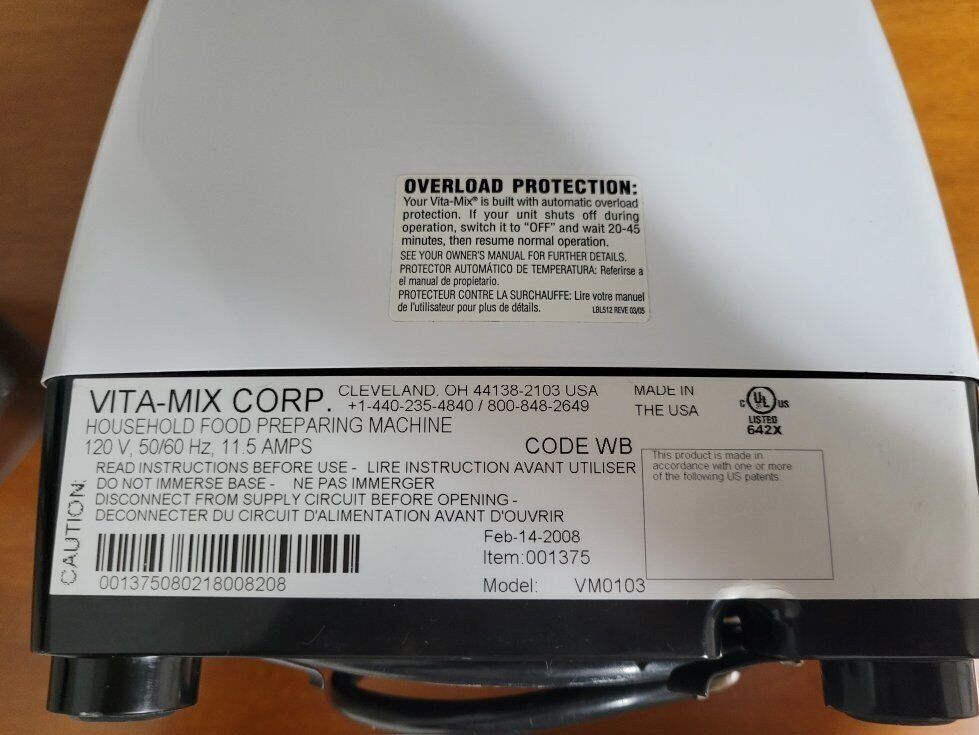 OVERLOAD PROTECTION:
Your Vita-Mix® is built with automatic overload
protection. If your unit shuts off during
operation, switch it to “OFF” and wait 20-45
minutes, then resume normal operation.
SEE YOUR OWNER'S MANUAL FOR FURTHER DETAILS.
PROTECTOR AUTOMÁTICO DE TEMPERATURA: Referirse a
el manual de propietario.
PROTECTEUR CONTRE LA SURCHAUFFE: Lire votre manuel
de l'utilisateur pour plus de détails.
LBL512 REVE 03/05
VITA-MIX CORP.
CLEVELAND, OH 44138-2103 USA
+1-440-235-4840 / 800-848-2649
MADE IN
THE USA
C UL US
LISTED
642X
HOUSEHOLD FOOD PREPARING MACHINE
120 V, 50/60 Hz, 11.5 AMPS
CODE WB
CAUTION:
READ INSTRUCTIONS BEFORE USE - LIRE INSTRUCTION AVANT UTILISER
DO NOT IMMERSE BASE - NE PAS IMMERGER
DISCONNECT FROM SUPPLY CIRCUIT BEFORE OPENING -
DECONNECTER DU CIRCUIT D'ALIMENTATION AVANT D'OUVRIR
This product is made in
accordance with one or more
of the following US patents:
Feb-14-2008
Item:001375
Model: VM0103
001375080218008208